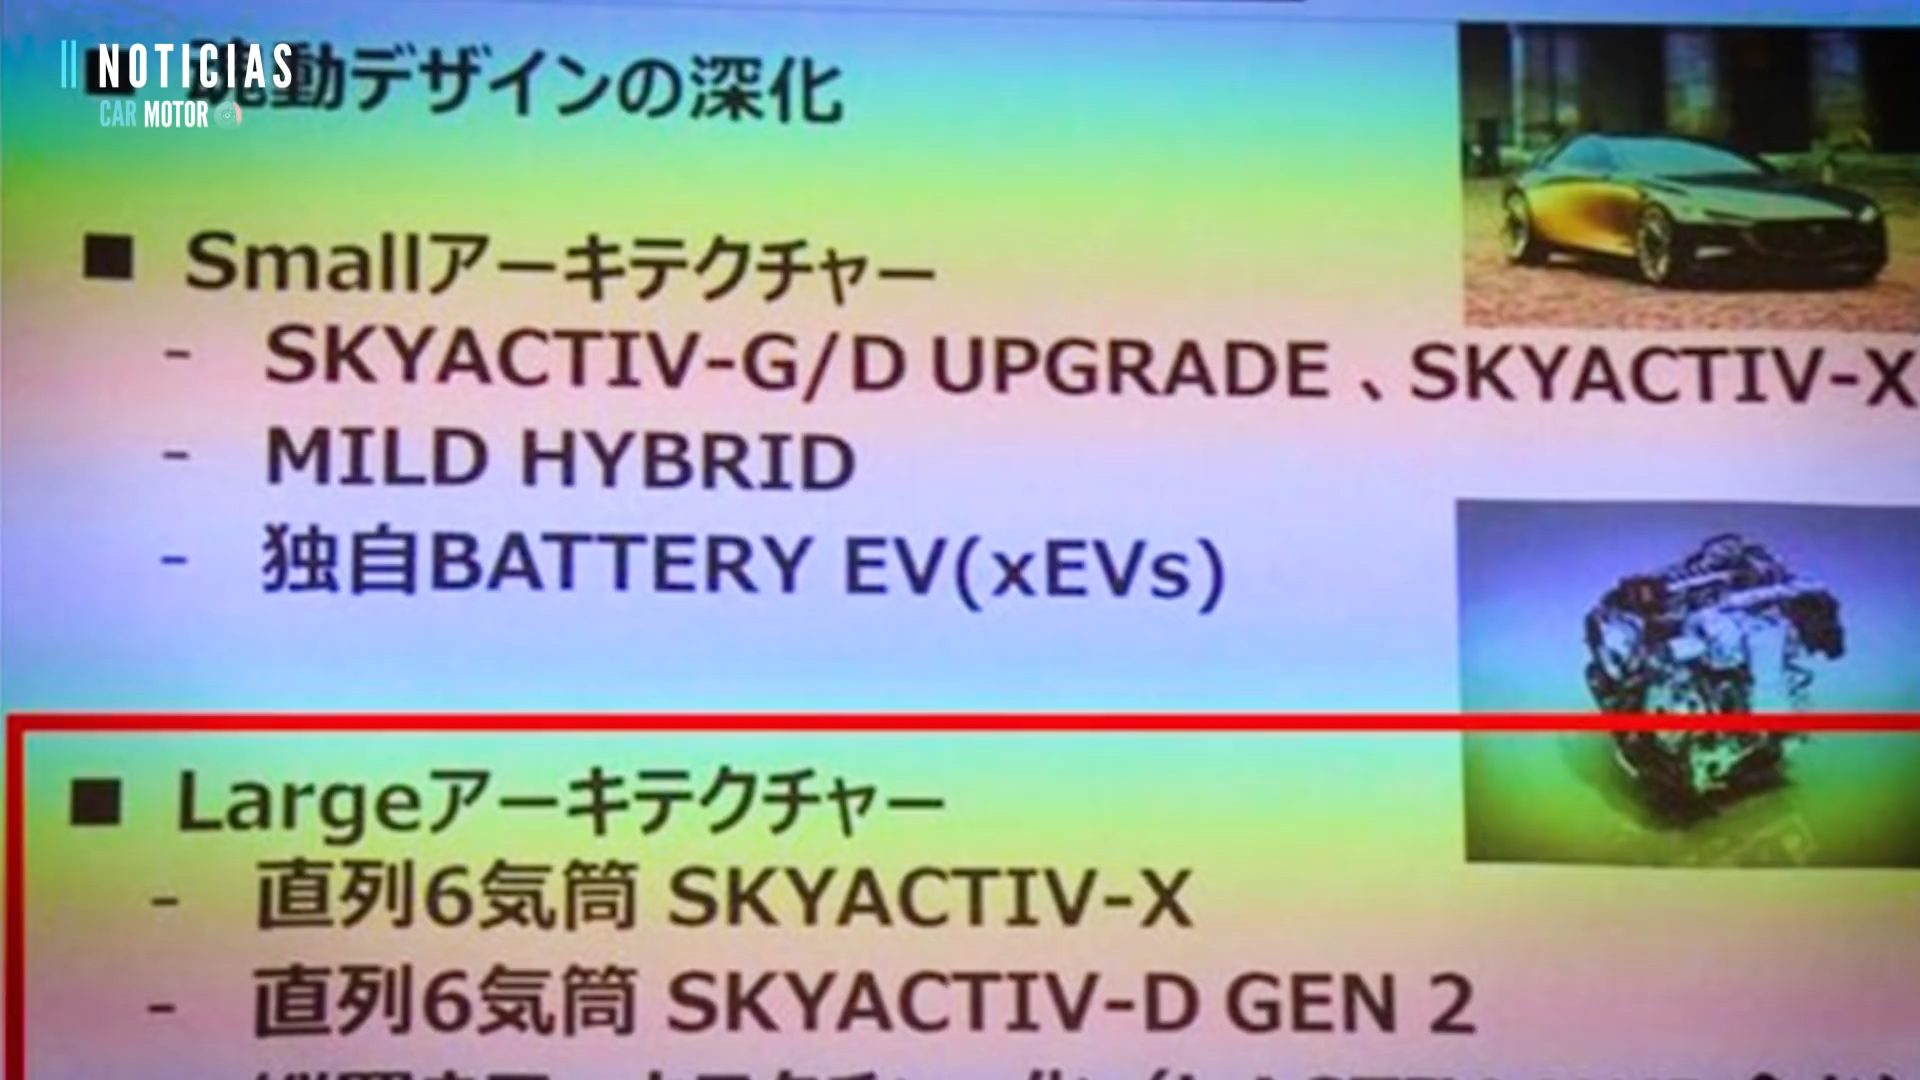 NOTICIAS
CAR MOTOR
動デザインの深化
■ Smallアーキテクチャー
- SKYACTIV-G/D UPGRADE 、SKYACTIV-X
- MILD HYBRID
- 独自BATTERY EV(xEVs)
■ Largeアーキテクチャー
- 直列6気筒 SKYACTIV-X
- 直列6気筒 SKYACTIV-D GEN 2